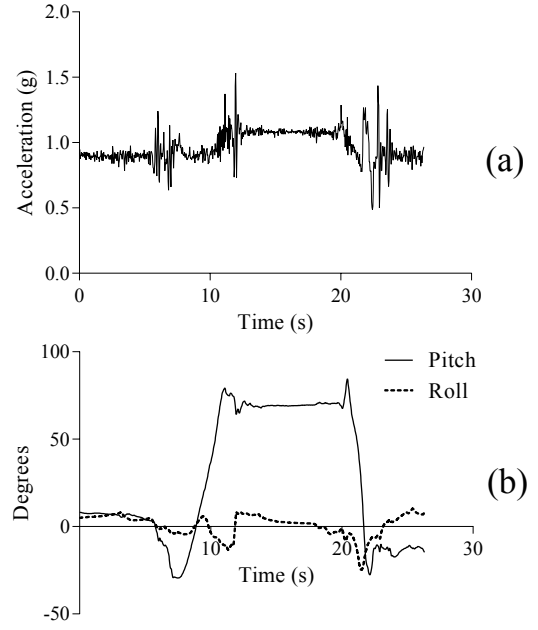 2.0
1.5
1.0
0.5
0.0
Acceleration (g)
0 10 20 30
Time (s)
(a)
100
50
0
-50
Degrees
Pitch
Roll
10 20 30
Time (s)
(b)